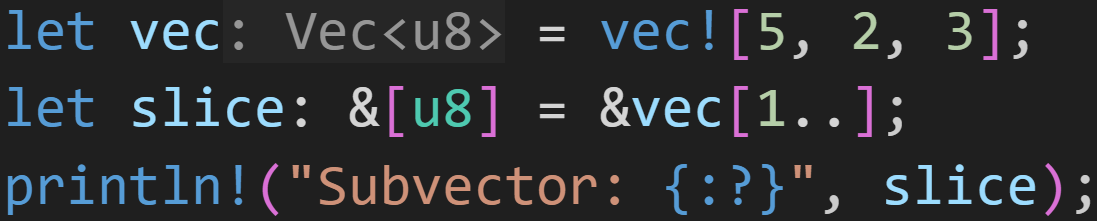 let vec: Vec<u8> = vec![5, 2, 3];
let slice: &[u8] = &vec[1..];
println!("Subvector: {:?}", slice);